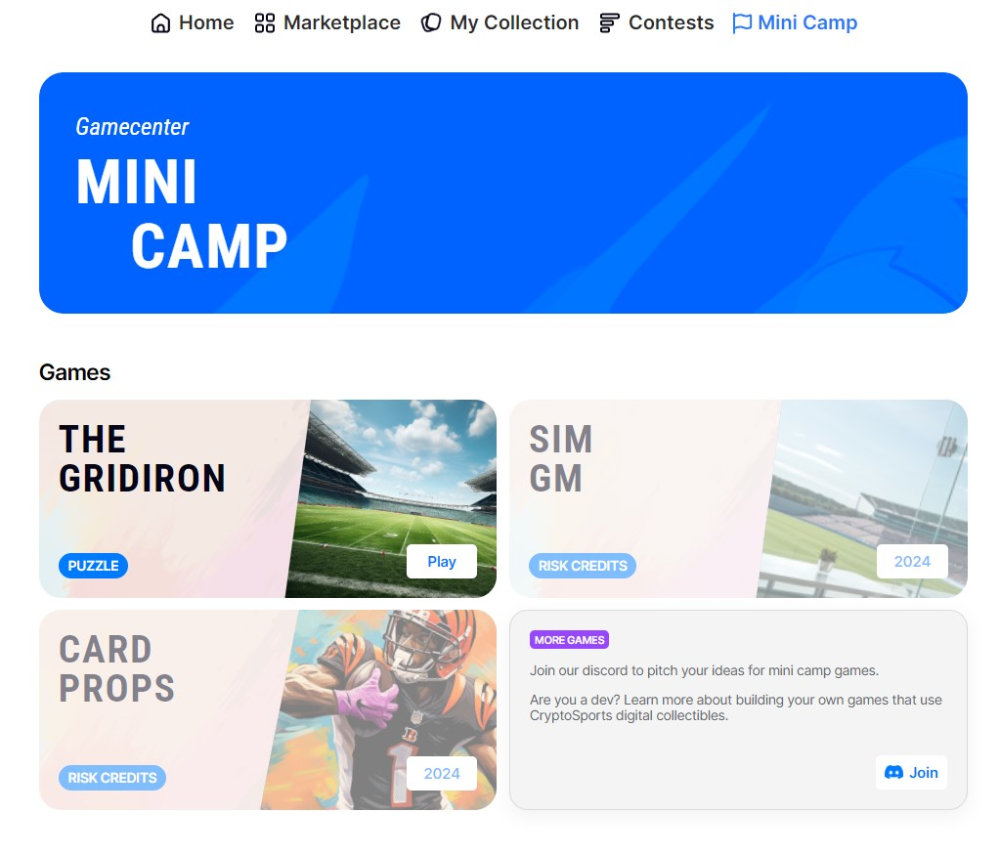 Home Marketplace My Collection Contests Mini Camp
Gamecenter
MINI
CAMP
Games
THE
GRIDIRON
PUZZLE
Play
SIM
GM
RISK CREDITS
2024
CARD
PROPS
RISK CREDITS
2024
1
MORE GAMES
Join our discord to pitch your ideas for mini camp games.
Are you a dev? Learn more about building your own games that use
CryptoSports digital collectibles.
Join